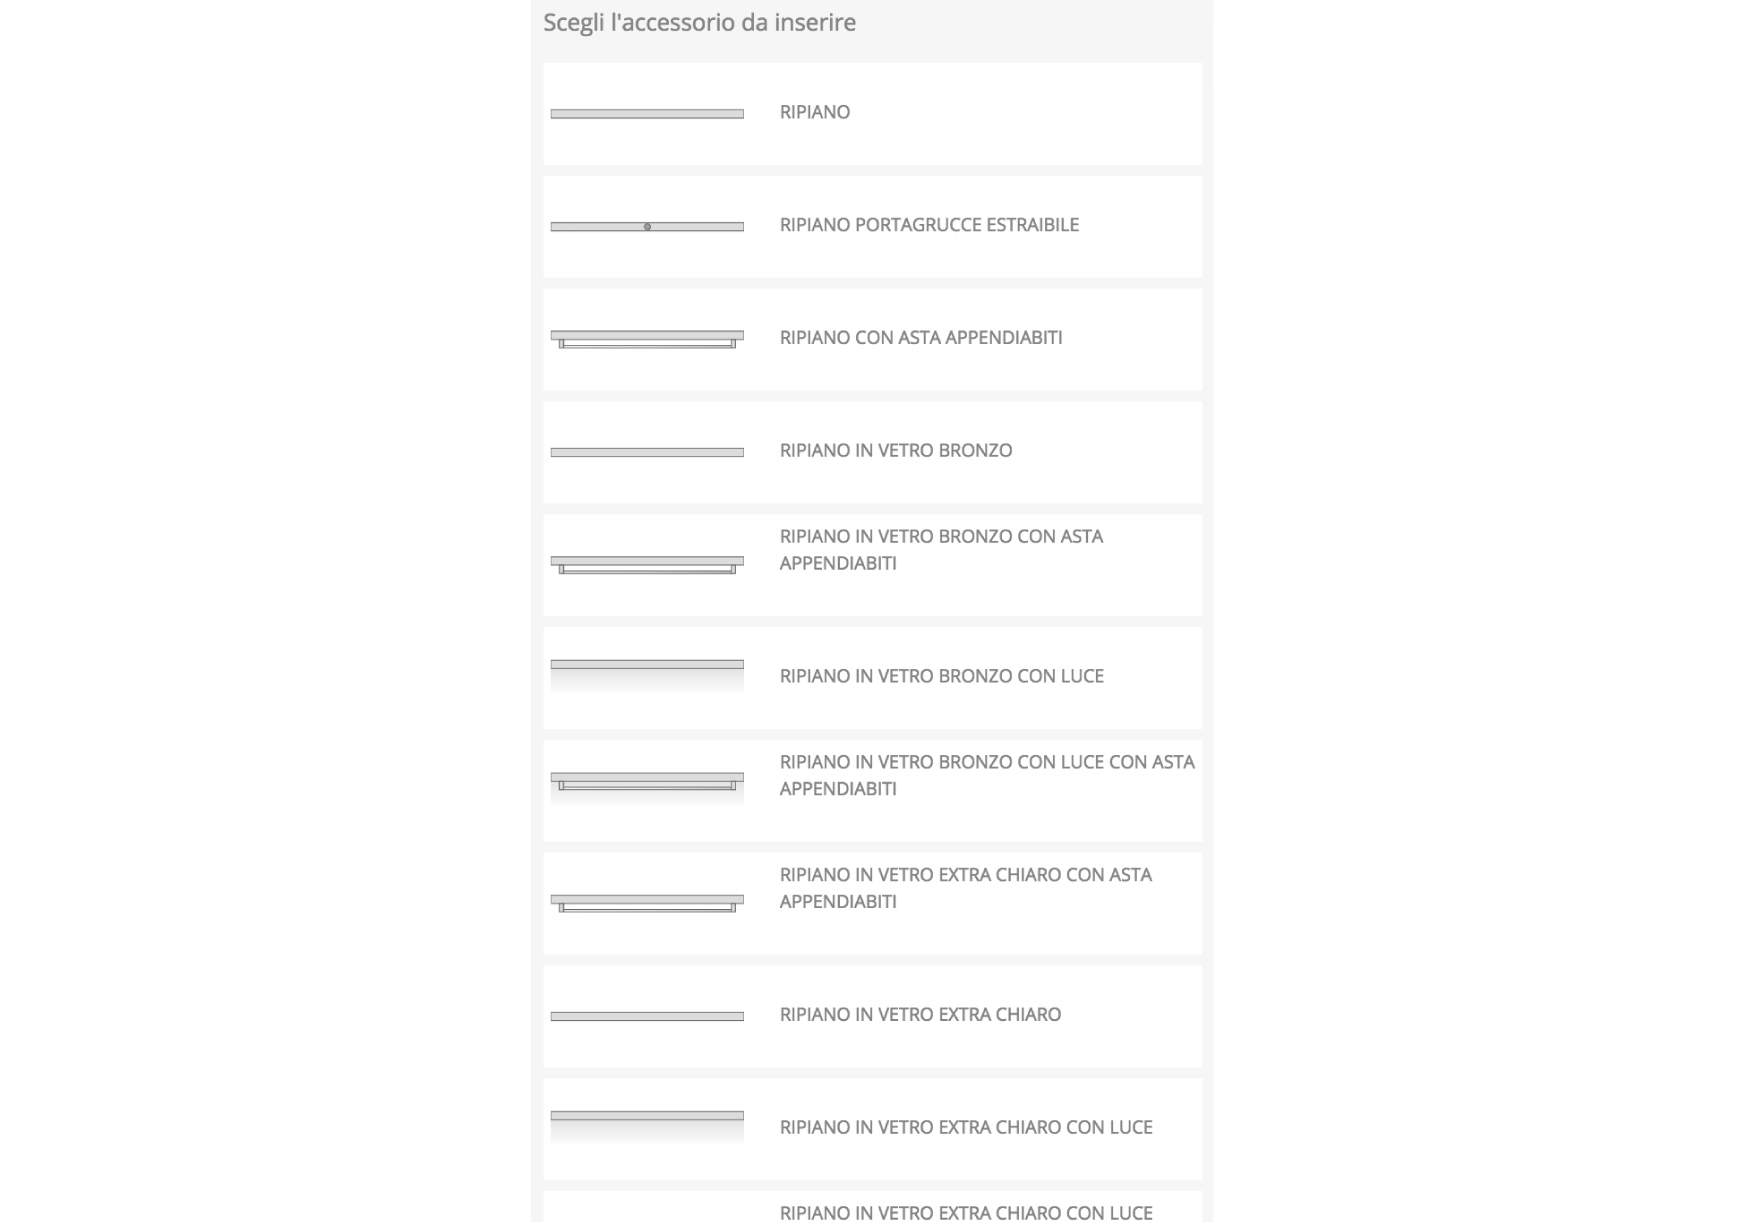 Scegli l'accessorio da inserire
RIPIANO
RIPIANO PORTAGRUCCE ESTRAIBILE
RIPIANO CON ASTA APPENDIABITI
RIPIANO IN VETRO BRONZO
RIPIANO IN VETRO BRONZO CON ASTA
APPENDIABITI
RIPIANO IN VETRO BRONZO CON LUCE
RIPIANO IN VETRO BRONZO CON LUCE CON ASTA
APPENDIABITI
RIPIANO IN VETRO EXTRA CHIARO CON ASTA
APPENDIABITI
RIPIANO IN VETRO EXTRA CHIARO
RIPIANO IN VETRO EXTRA CHIARO CON LUCE
RIPIANO IN VETRO EXTRA CHIARO CON LUCE